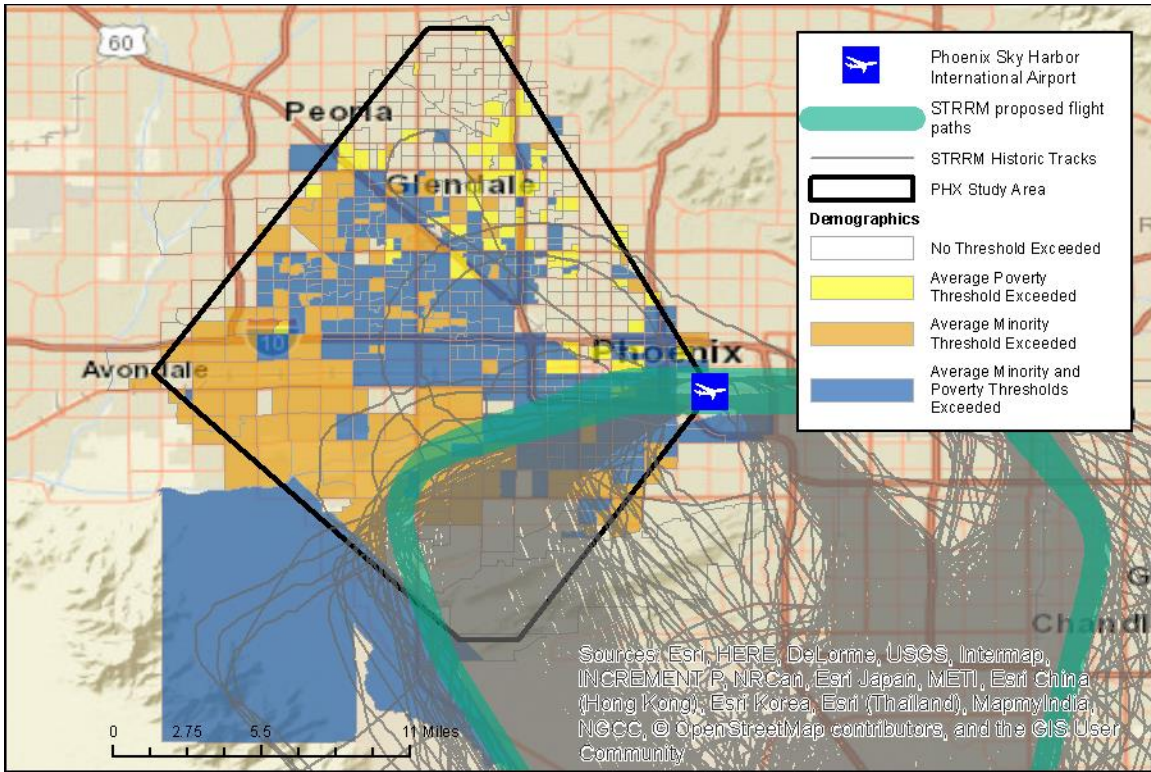 60
Peoria
Glendale
10
Phoenix
Avondale
Phoenix Sky Harbor
International Airport
STRRM proposed flight
paths
STRRM Historic Tracks
PHX Study Area
Demographics
No Threshold Exceeded
Average Poverty
Threshold Exceeded
Average Minority
Threshold Exceeded
Average Minority and
Poverty Thresholds
Exceeded
R
G
Chandl
Sources: Esri, HERE, DeLorme, USGS, Intermap,
INCREMENT P, NRCan, Esri Japan, METI, Esri China
(Hong Kong), Esri Korea, Esri (Thailand), MapmyIndia,
NGCC, © OpenStreetMap contributors, and the GIS User
Community
0 2.75 5.5 11 Miles